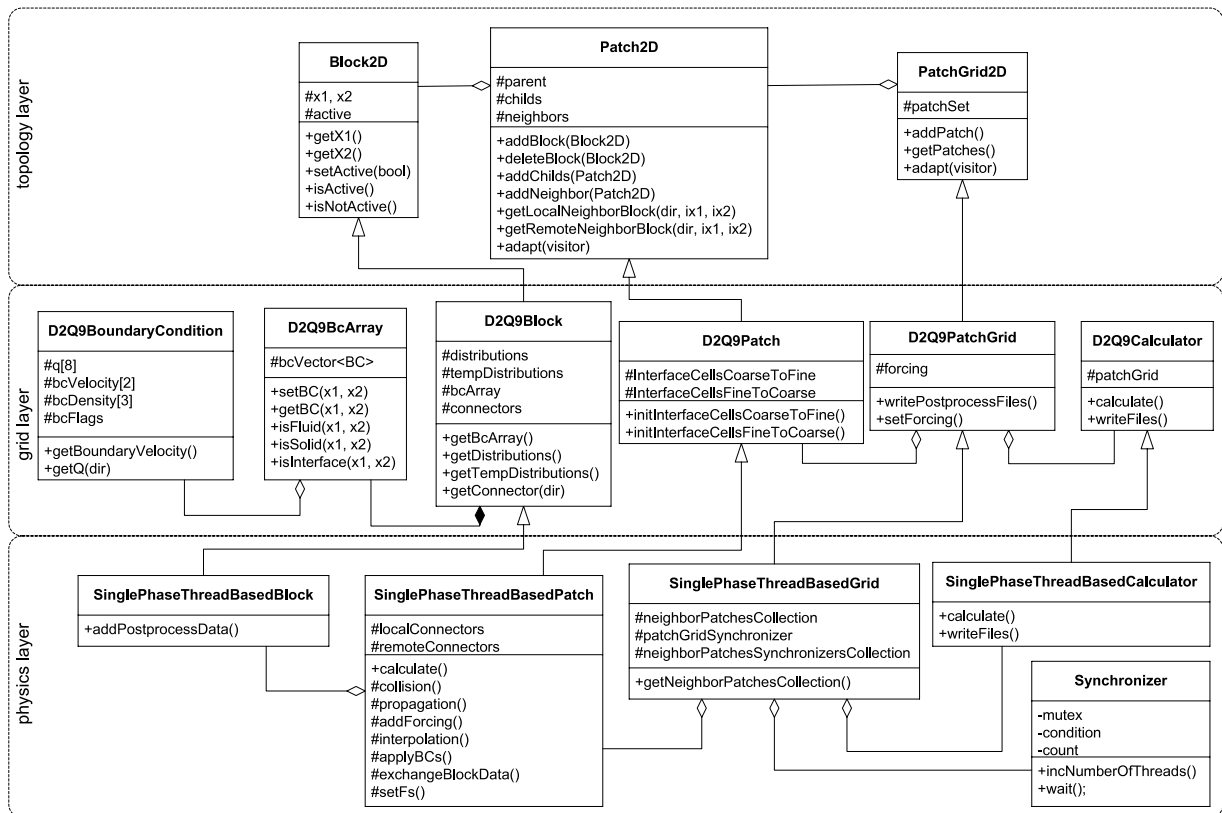 topology layer
Block2D
#x1, x2
#active
+getX1()
+getX2()
+setActive(bool)
+isActive()
+isNotActive()
Patch2D
#parent
#childs
#neighbors
+addBlock(Block2D)
+deleteBlock(Block2D)
+addChilds(Patch2D)
+addNeighbor(Patch2D)
+getLocalNeighborBlock(dir, ix1, ix2)
+getRemoteNeighborBlock(dir, ix1, ix2)
+adapt(visitor)
PatchGrid2D
#patchSet
+addPatch()
+getPatches()
+adapt(visitor)
grid layer
D2Q9BoundaryCondition
#q[8]
#bcVelocity[2]
#bcDensity[3]
#bcFlags
+getBoundaryVelocity()
+getQ(dir)
D2Q9BcArray
#bcVector<BC>
+setBC(x1, x2)
+getBC(x1, x2)
+isFluid(x1, x2)
+isSolid(x1, x2)
+isInterface(x1, x2)
D2Q9Block
#distributions
#tempDistributions
#bcArray
#connectors
+getBcArray()
+getDistributions()
+getTempDistributions()
+getConnector(dir)
D2Q9Patch
#InterfaceCellsCoarseToFine
#InterfaceCellsFineToCoarse
+initInterfaceCellsCoarseToFine()
+initInterfaceCellsFineToCoarse()
D2Q9PatchGrid
#forcing
+writePostprocessFiles()
+setForcing()
D2Q9Calculator
#patchGrid
+calculate()
+writeFiles()
physics layer
SinglePhaseThreadBasedBlock
+addPostprocessData()
SinglePhaseThreadBasedPatch
#localConnectors
#remoteConnectors
+calculate()
#collision()
#propagation()
#addForcing()
#interpolation()
#applyBCs()
#exchangeBlockData()
#setFs()
SinglePhaseThreadBasedGrid
#neighborPatchesCollection
#patchGridSynchronizer
#neighborPatchesSynchronizersCollection
+getNeighborPatchesCollection()
SinglePhaseThreadBasedCalculator
+calculate()
+writeFiles()
Synchronizer
-mutex
-condition
-count
+incNumberOfThreads()
+wait();